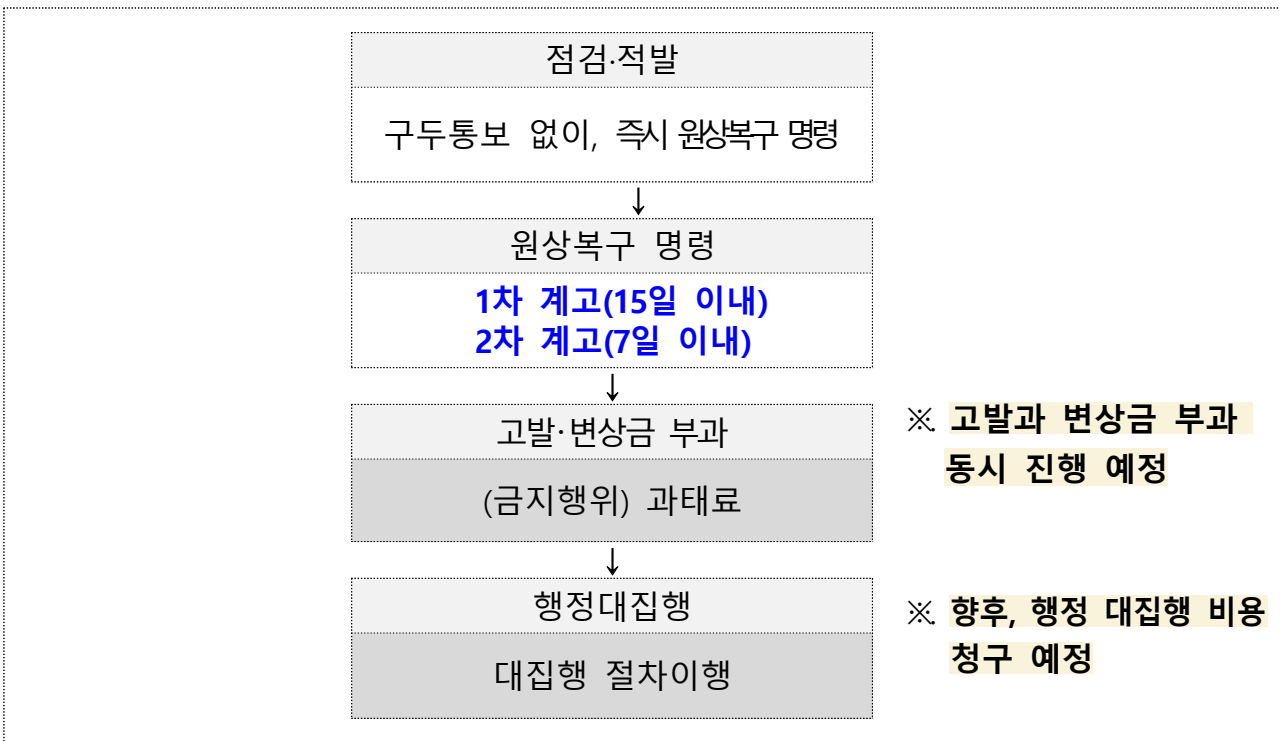 점검·적발
구두통보 없이, 즉시 원상복구 명령
↓
원상복구 명령
1차 계고(15일 이내)
2차 계고(7일 이내)
↓
고발·변상금 부과
(금지행위) 과태료
※ 고발과 변상금 부과
동시 진행 예정
↓
행정대집행
대집행 절차이행
※ 향후, 행정 대집행 비용
청구 예정